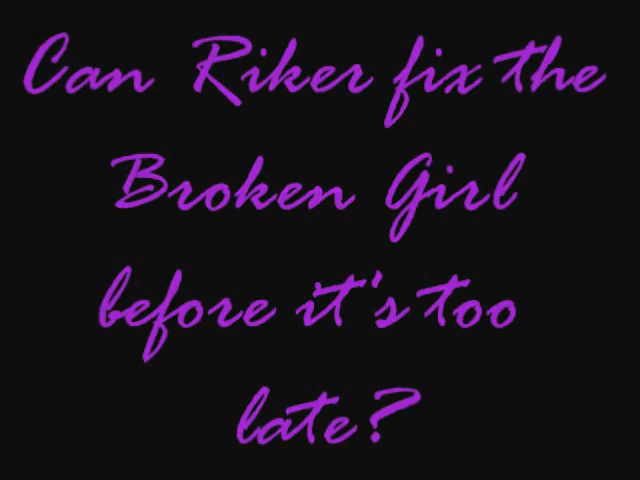 Can Riker fix the
Broken Girl
before it's too
late?